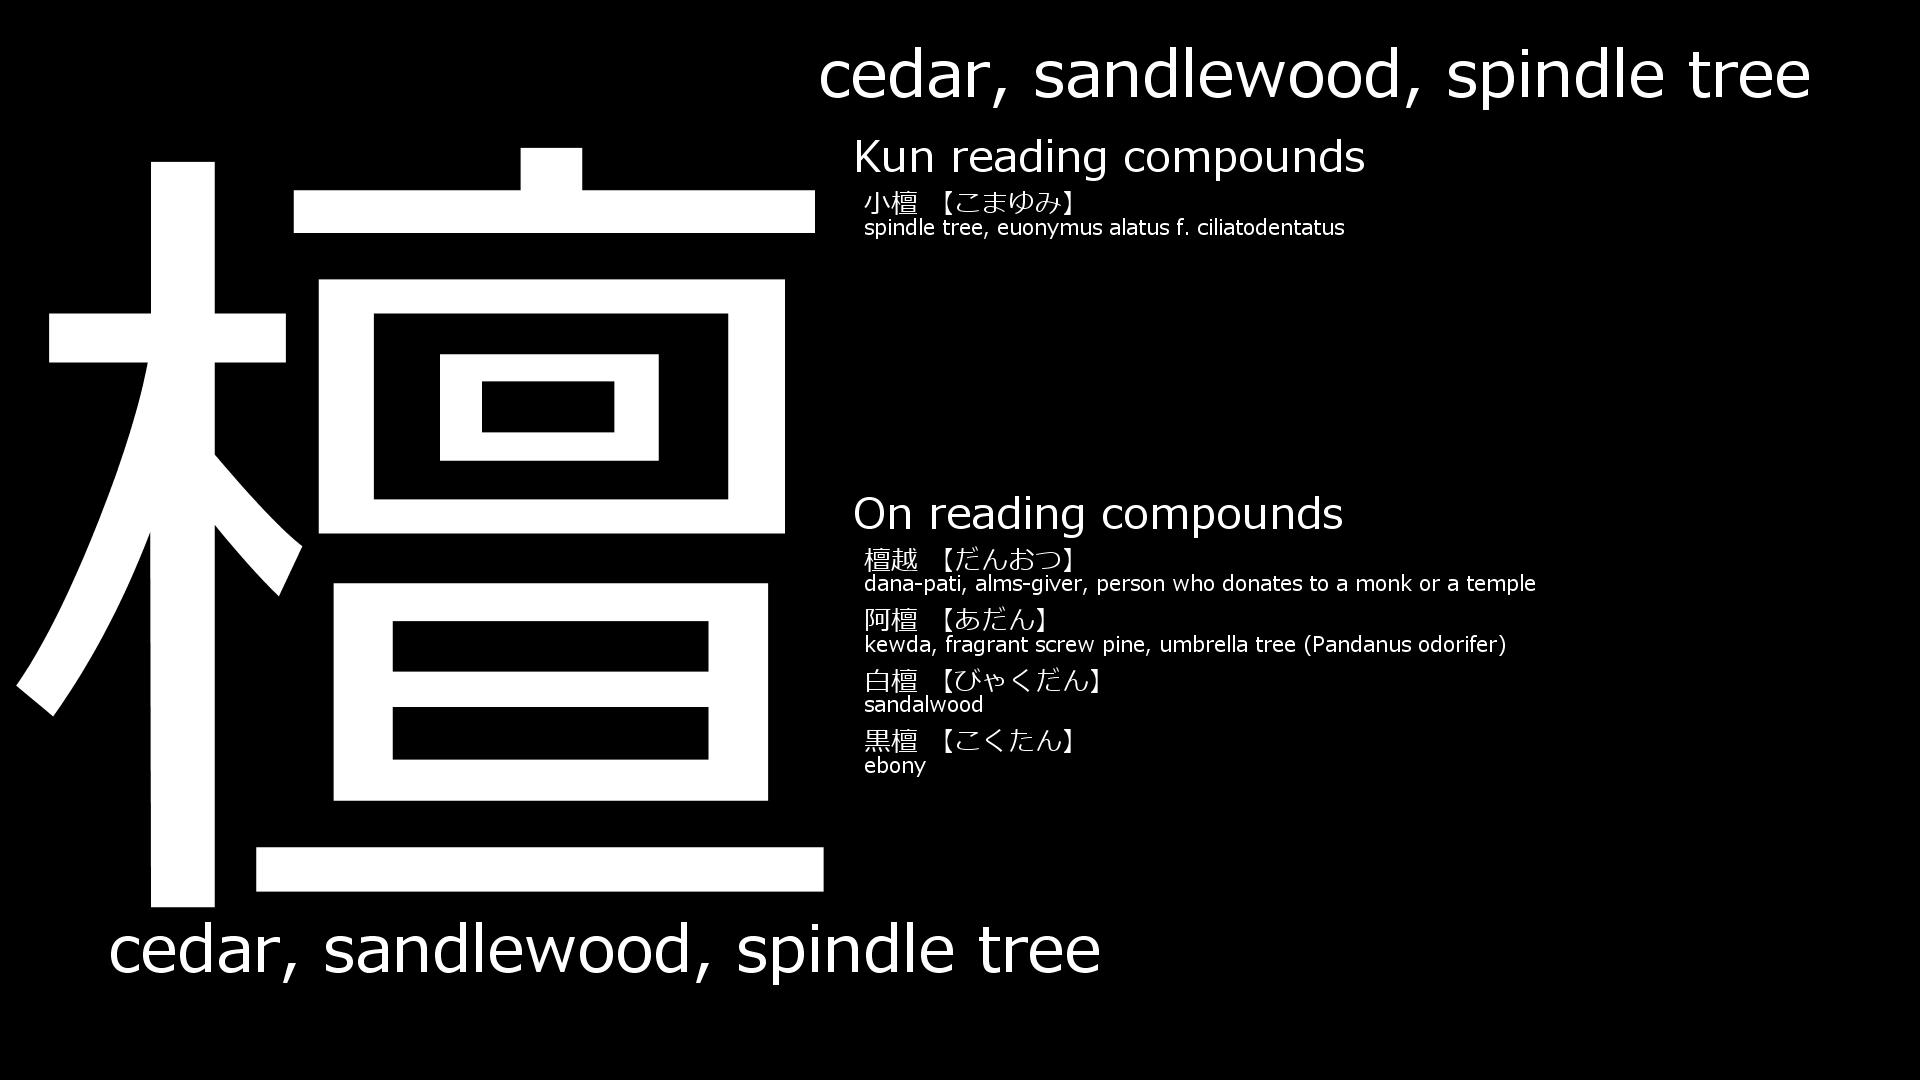 cedar, sandlewood, spindle tree
檀
Kun reading compounds
小檀 【こまゆみ】
spindle tree, euonymus alatus f. ciliatodentatus
On reading compounds
檀越 【だんおつ】
dana-pati, alms-giver, person who donates to a monk or a temple
阿檀 【あだん】
kewda, fragrant screw pine, umbrella tree (Pandanus odorifer)
白檀 【びゃくだん】
sandalwood
黒檀 【こくたん】
ebony
cedar, sandlewood, spindle tree